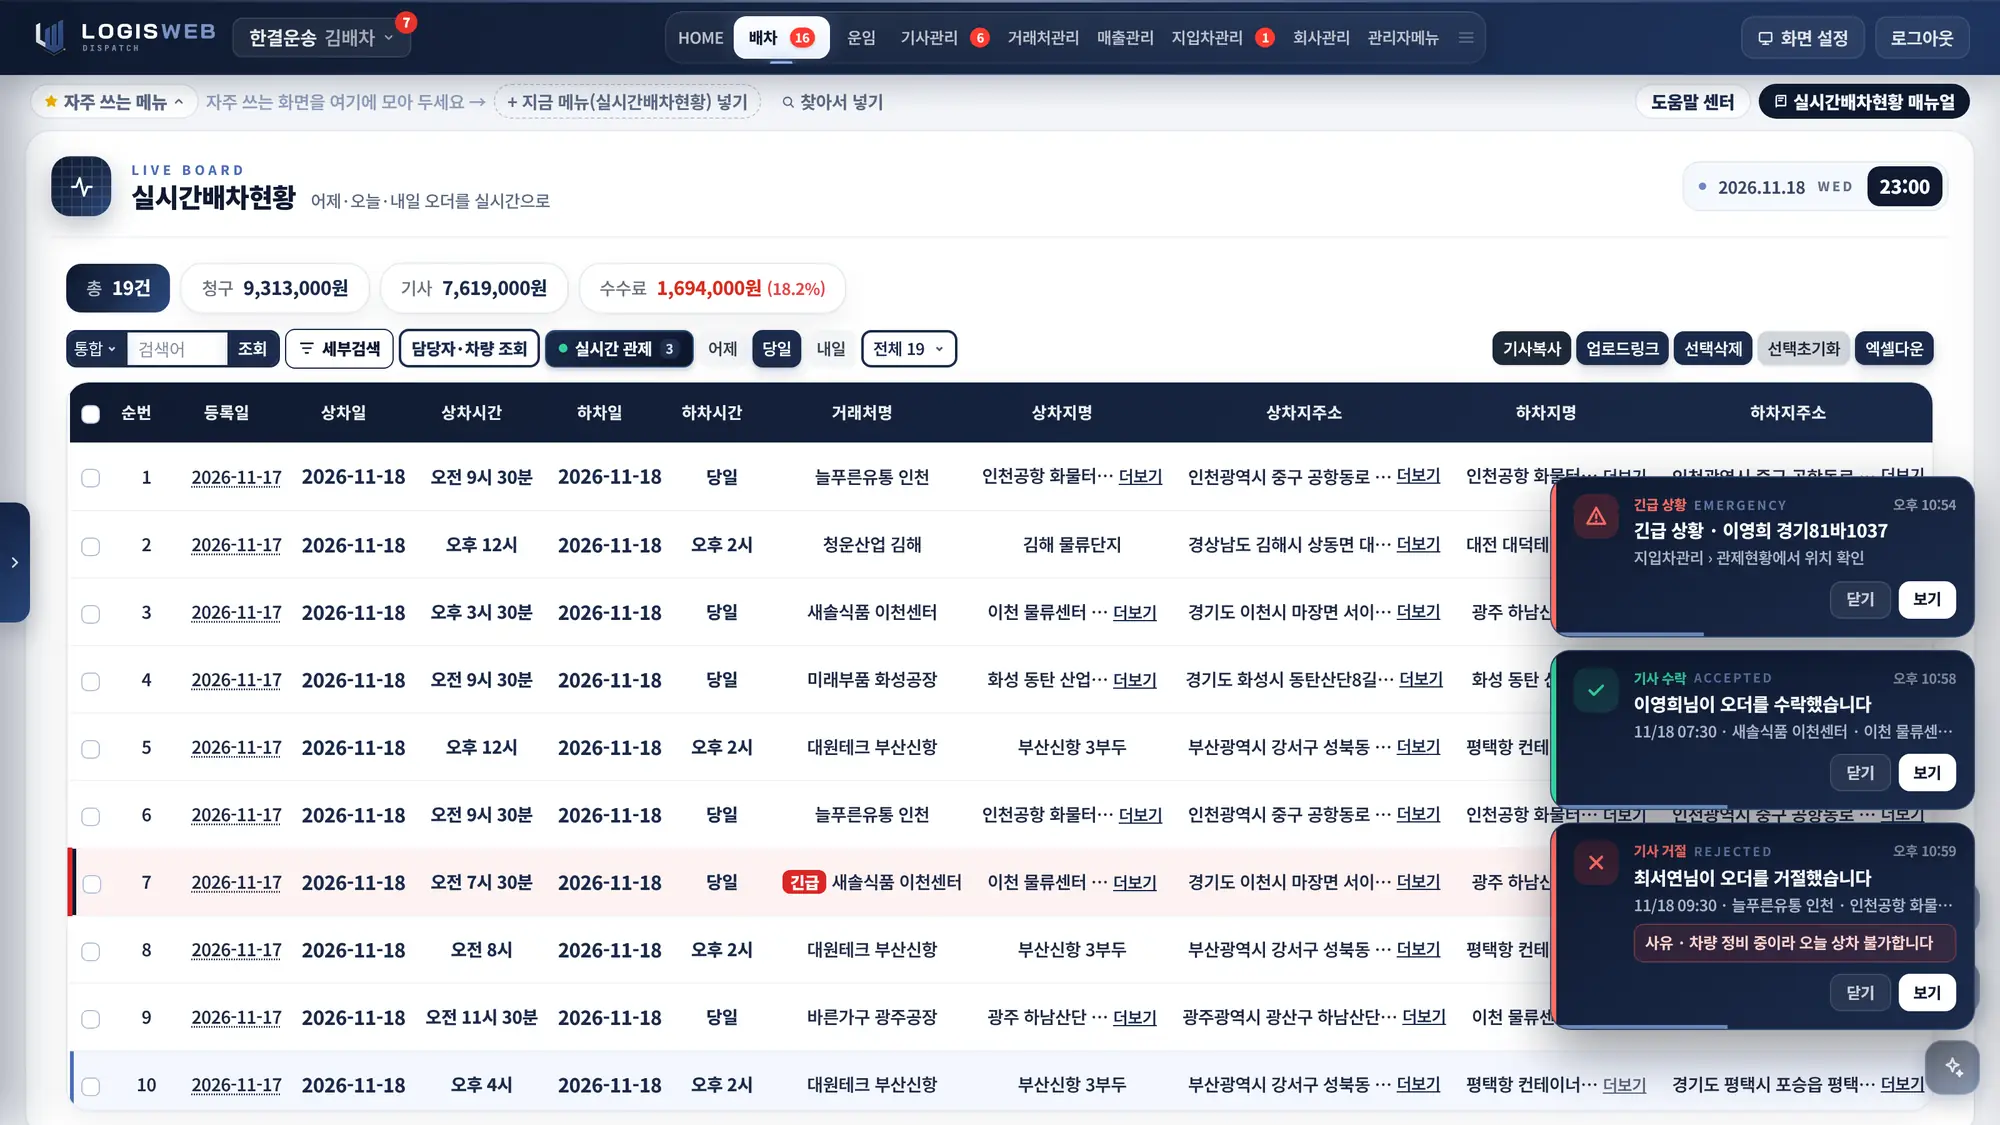 LOGISWEB
DISPATCH
한결운송 김배차
7
HOME
배차 16
운임
기사관리 6
거래처관리
매출관리
지입차관리 1
회사관리
관리자메뉴
화면 설정
로그아웃
자주 쓰는 메뉴
자주 쓰는 화면을 여기에 모아 두세요 →
+ 지금 메뉴(실시간배차현황) 넣기
찾아서 넣기
도움말 센터
실시간배차현황 매뉴얼
LIVE BOARD
실시간배차현황 어제·오늘·내일 오더를 실시간으로
2026.11.18 WED 23:00
총 19건
청구 9,313,000원
기사 7,619,000원
수수료 1,694,000원 (18.2%)
통합 검색어 조회
세부검색
담당자·차량 조회
실시간 관제 3
어제
당일
내일
전체 19
기사복사
업로드링크
선택삭제
선택초기화
엑셀다운
순번 등록일 상차일 상차시간 하차일 하차시간 거래처명 상차지명 상차지주소 하차지명 하차지주소
1 2026-11-17 2026-11-18 오전 9시 30분 2026-11-18 당일 늘푸른유통 인천 인천공항 화물터··· 더보기 인천광역시 중구 공항동로 ··· 더보기 인천공항 화물터··· 더보기 인천광역시 중구 공항동로 ··· 더보기
2 2026-11-17 2026-11-18 오후 12시 2026-11-18 오후 2시 청운산업 김해 김해 물류단지 경상남도 김해시 상동면 대··· 더보기 대전 대덕테
3 2026-11-17 2026-11-18 오후 3시 30분 2026-11-18 당일 새솔식품 이천센터 이천 물류센터 ··· 더보기 경기도 이천시 마장면 서이··· 더보기 광주 하남산
4 2026-11-17 2026-11-18 오전 9시 30분 2026-11-18 당일 미래부품 화성공장 화성 동탄 산업··· 더보기 경기도 화성시 동탄산단8길··· 더보기 화성 동탄
5 2026-11-17 2026-11-18 오후 12시 2026-11-18 오후 2시 대원테크 부산신항 부산신항 3부두 부산광역시 강서구 성북동 ··· 더보기 평택항 컨테
6 2026-11-17 2026-11-18 오전 9시 30분 2026-11-18 당일 늘푸른유통 인천 인천공항 화물터··· 더보기 인천광역시 중구 공항동로 ··· 더보기 인천공항 화물터··· 더보기 인천광역시 중구 공항동로 ··· 더보기
7 2026-11-17 2026-11-18 오전 7시 30분 2026-11-18 당일 긴급 새솔식품 이천센터 이천 물류센터 ··· 더보기 경기도 이천시 마장면 서이··· 더보기 광주 하남산
8 2026-11-17 2026-11-18 오전 8시 2026-11-18 오후 2시 대원테크 부산신항 부산신항 3부두 부산광역시 강서구 성북동 ··· 더보기 평택항 컨테
9 2026-11-17 2026-11-18 오전 11시 30분 2026-11-18 당일 바른가구 광주공장 광주 하남산단 ··· 더보기 광주광역시 광산구 하남산단··· 더보기 이천 물류센
10 2026-11-17 2026-11-18 오후 4시 2026-11-18 오후 2시 대원테크 부산신항 부산신항 3부두 부산광역시 강서구 성북동 ··· 더보기 평택항 컨테이너··· 더보기 경기도 평택시 포승읍 평택··· 더보기
긴급 상황 EMERGENCY 오후 10:54
긴급 상황 · 이영희 경기81바1037
지입차관리 › 관제현황에서 위치 확인
닫기 보기
기사 수락 ACCEPTED 오후 10:58
이영희님이 오더를 수락했습니다
11/18 07:30 · 새솔식품 이천센터 · 이천 물류센···
닫기 보기
기사 거절 REJECTED 오후 10:59
최서연님이 오더를 거절했습니다
11/18 09:30 · 늘푸른유통 인천 · 인천공항 화물···
사유 · 차량 정비 중이라 오늘 상차 불가합니다
닫기 보기